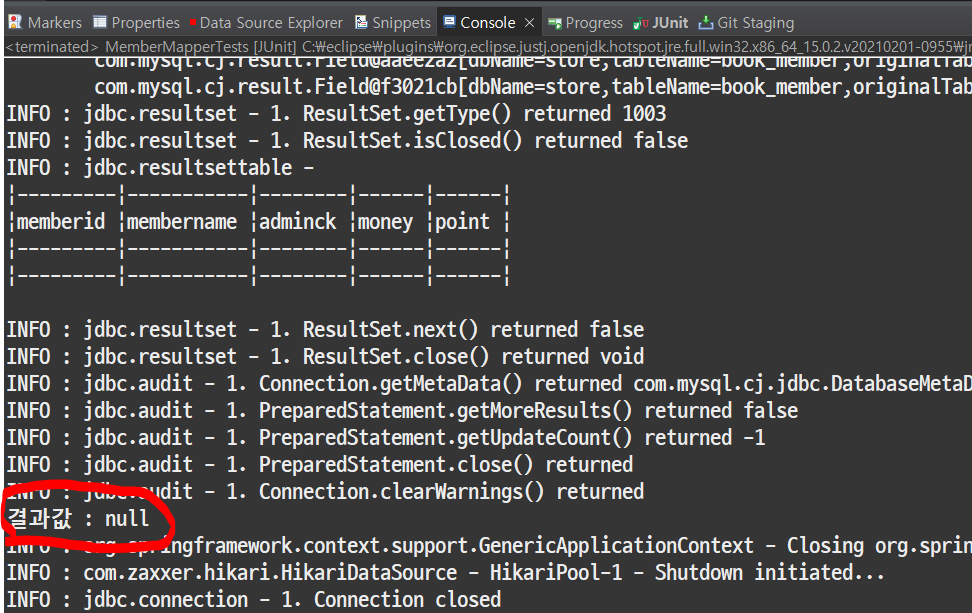 Markers Properties Data Source Explorer Snippets Console Progress JUnit Git Staging
<terminated> MemberMapperTests [JUnit] C:₩eclipse₩plugins₩org.eclipse.justj.openjdk.hotspot.jre.full.win32.x86_64_15.0.2.v20210201-0955₩jr
com.mysql.cj.result.Field@aaeeza2[dbName=store,tableName=book_member,originalTab
com.mysql.cj.result.Field@f3021cb[dbName=store,tableName=book_member,originalTab
INFO : jdbc.resultset - 1. ResultSet.getType() returned 1003
INFO : jdbc.resultset - 1. ResultSet.isClosed() returned false
INFO : jdbc.resultsettable -
|---------|-----------|--------|------|------|
|memberid |membername |adminck |money |point |
|---------|-----------|--------|------|------|
|---------|-----------|--------|------|------|
INFO : jdbc.resultset - 1. ResultSet.next() returned false
INFO : jdbc.resultset - 1. ResultSet.close() returned void
INFO : jdbc.audit - 1. Connection.getMetaData() returned com.mysql.cj.jdbc.DatabaseMetaD
INFO : jdbc.audit - 1. PreparedStatement.getMoreResults() returned false
INFO : jdbc.audit - 1. PreparedStatement.getUpdateCount() returned -1
INFO : jdbc.audit - 1. PreparedStatement.close() returned
INFO : jdbc.audit - 1. Connection.clearWarnings() returned
결과값 : null
INFO : org.springframework.context.support.GenericApplicationContext - Closing org.sprin
INFO : com.zaxxer.hikari.HikariDataSource - HikariPool-1 - Shutdown initiated...
INFO : jdbc.connection - 1. Connection closed